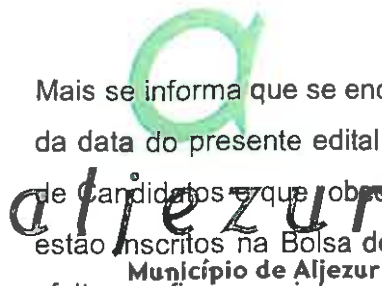 a
Mais se informa que se enc
da data do presente edital
de Candidatos e que, obe
aljezur
estão inscritos na Bolsa d
Município de Aljezur